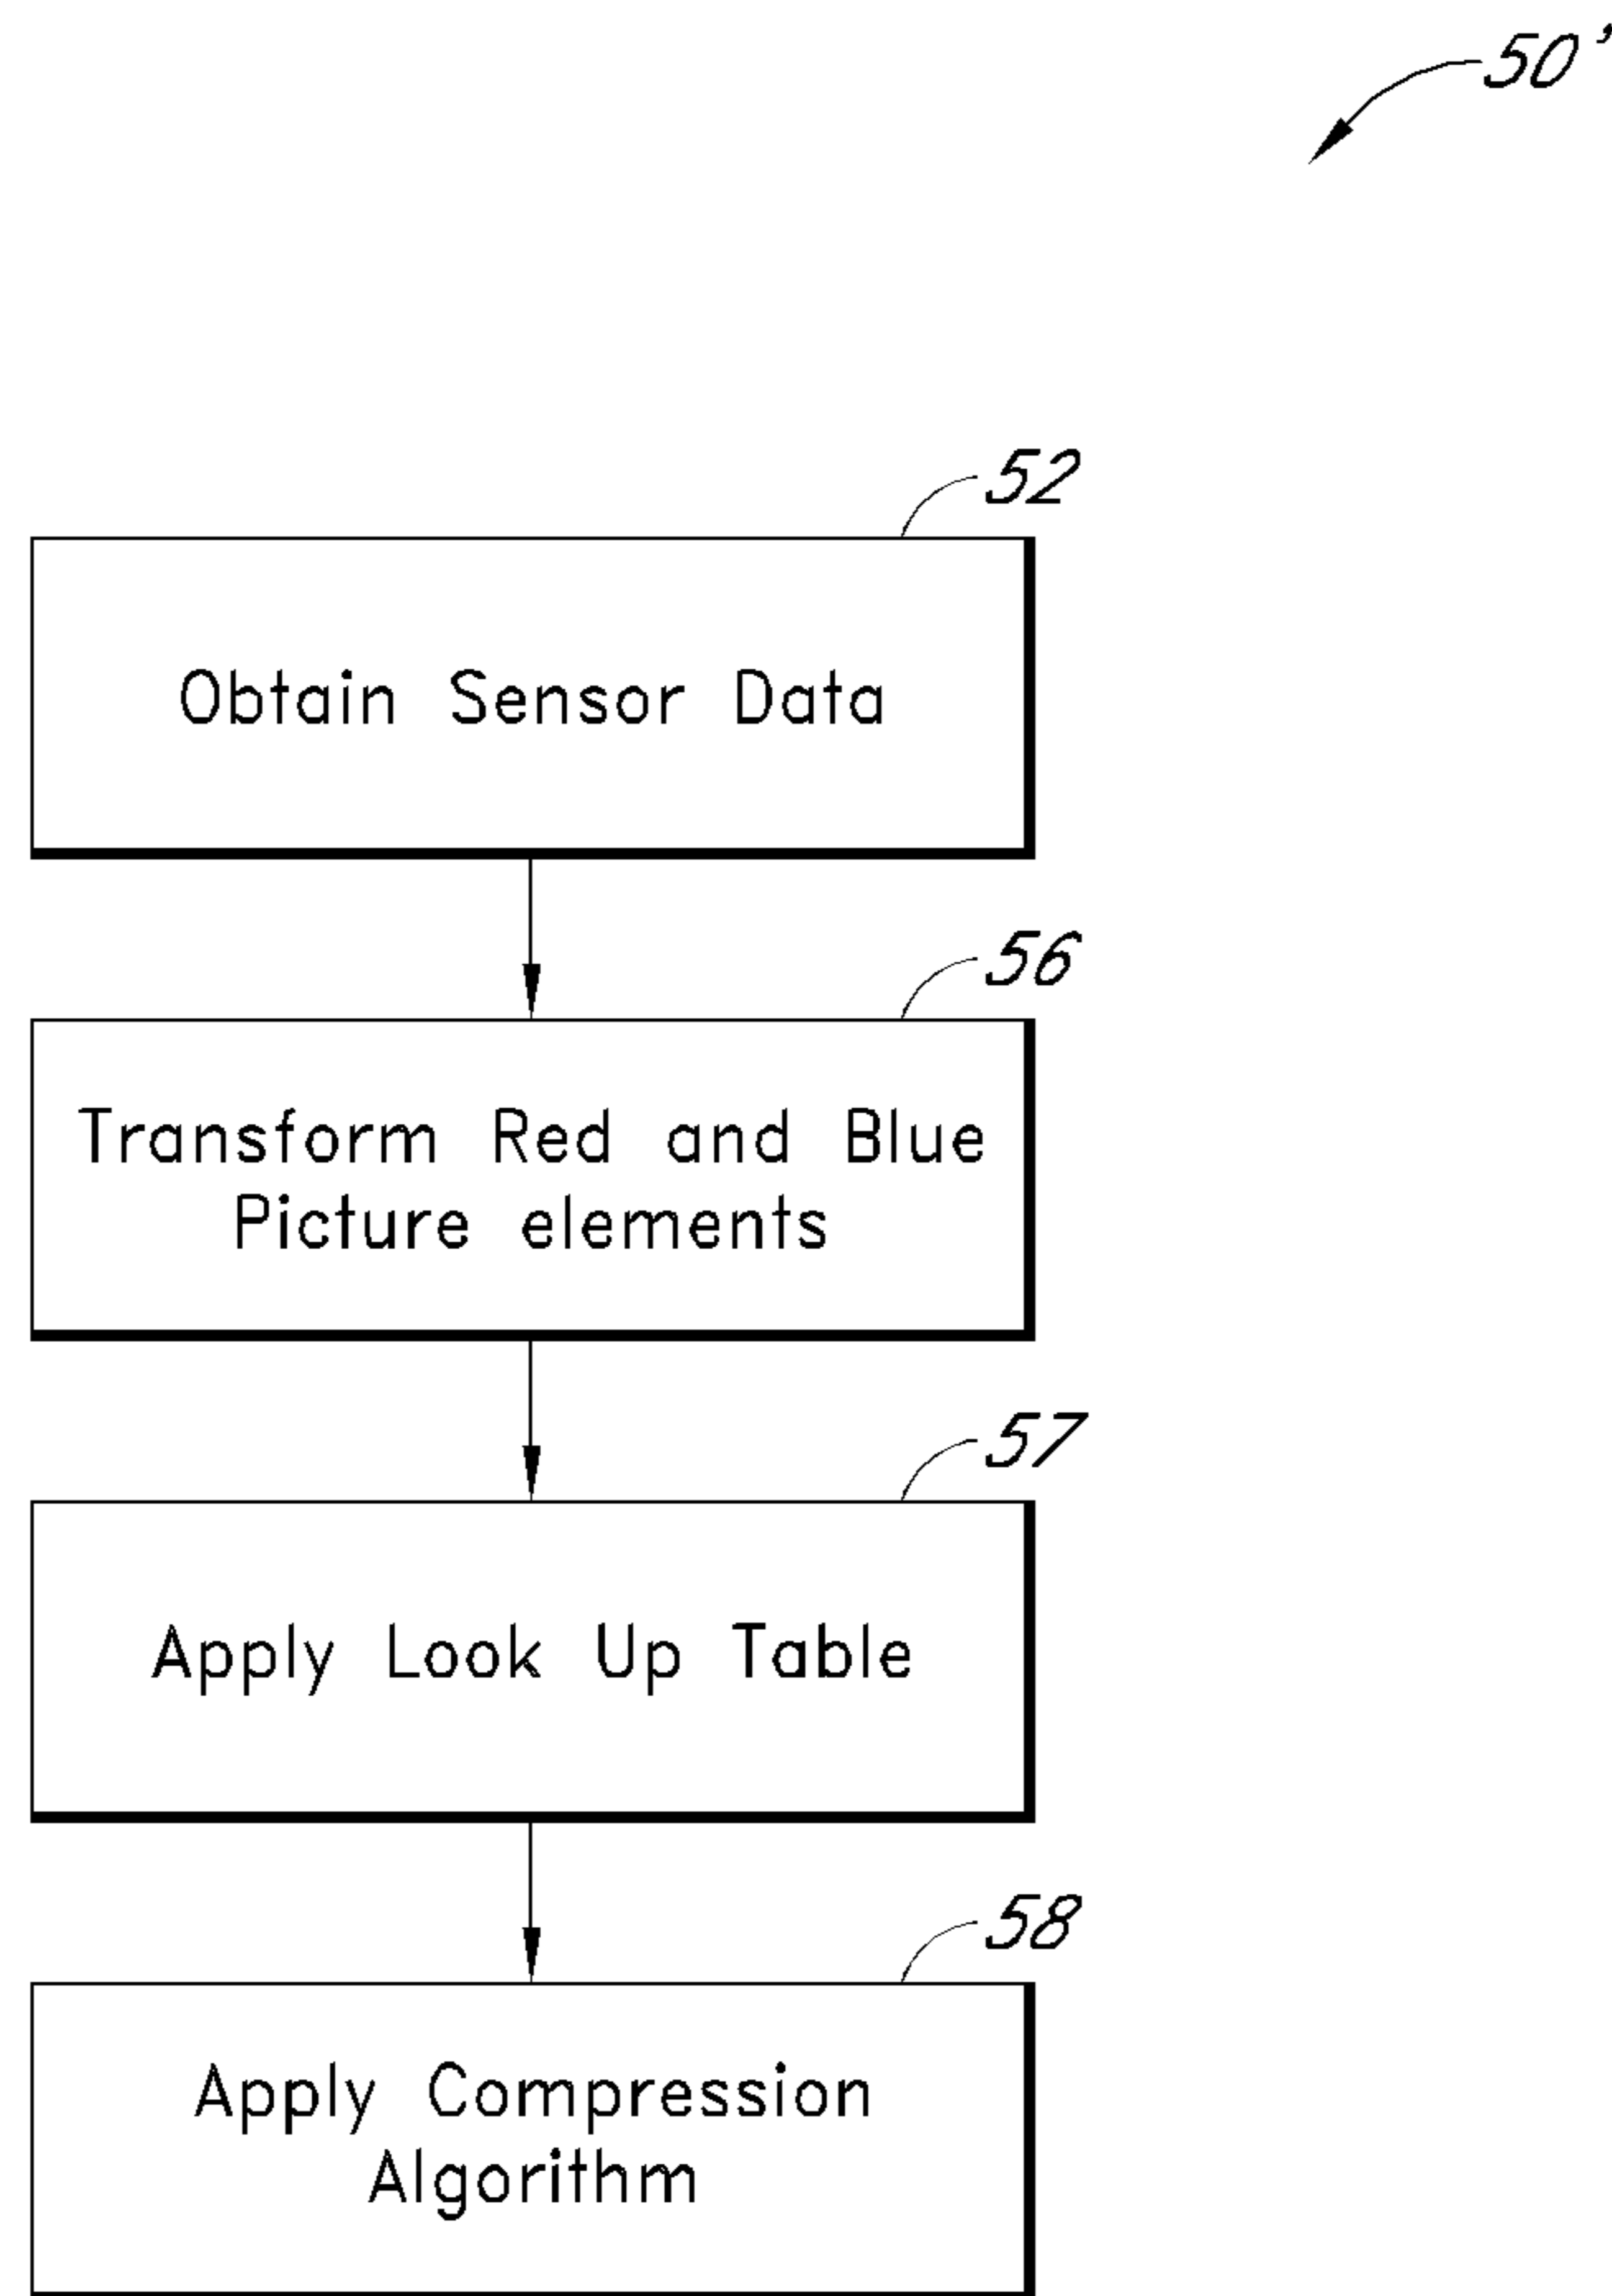 50'
52
Obtain Sensor Data
56
Transform Red and Blue
Picture elements
57
Apply Look Up Table
58
Apply Compression
Algorithm